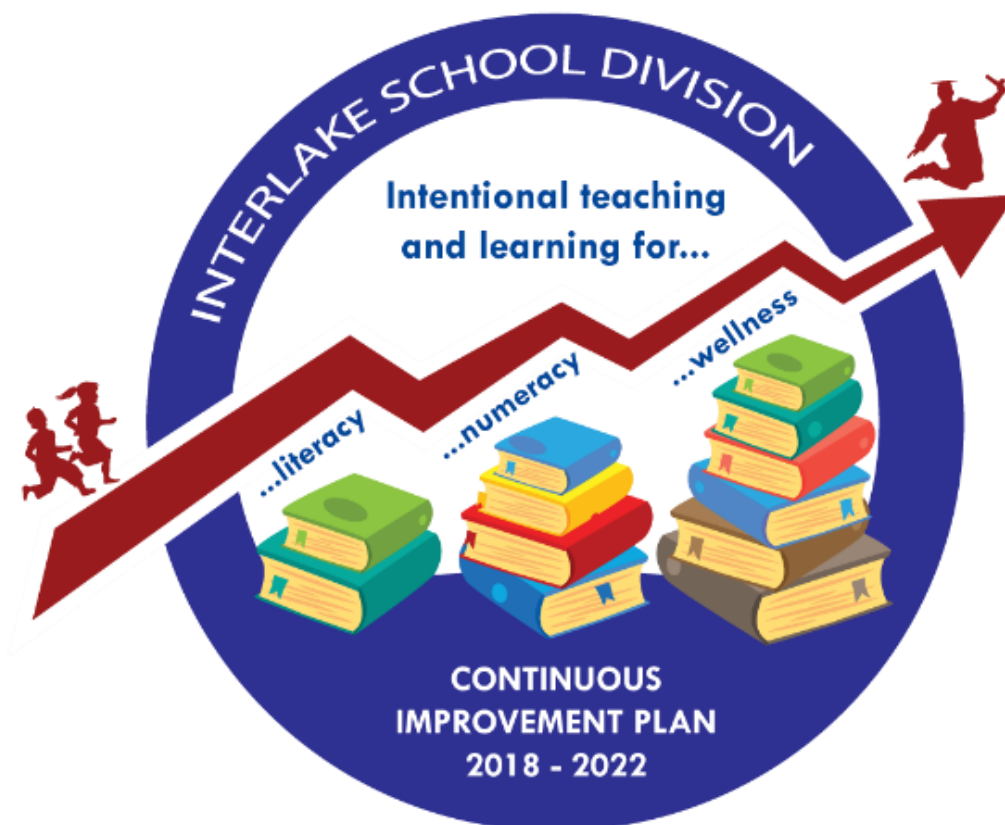 INTERLAKE SCHOOL DIVISION
Intentional teaching
and learning for...
...literacy
...numeracy
...wellness
CONTINUOUS
IMPROVEMENT PLAN
2018 - 2022